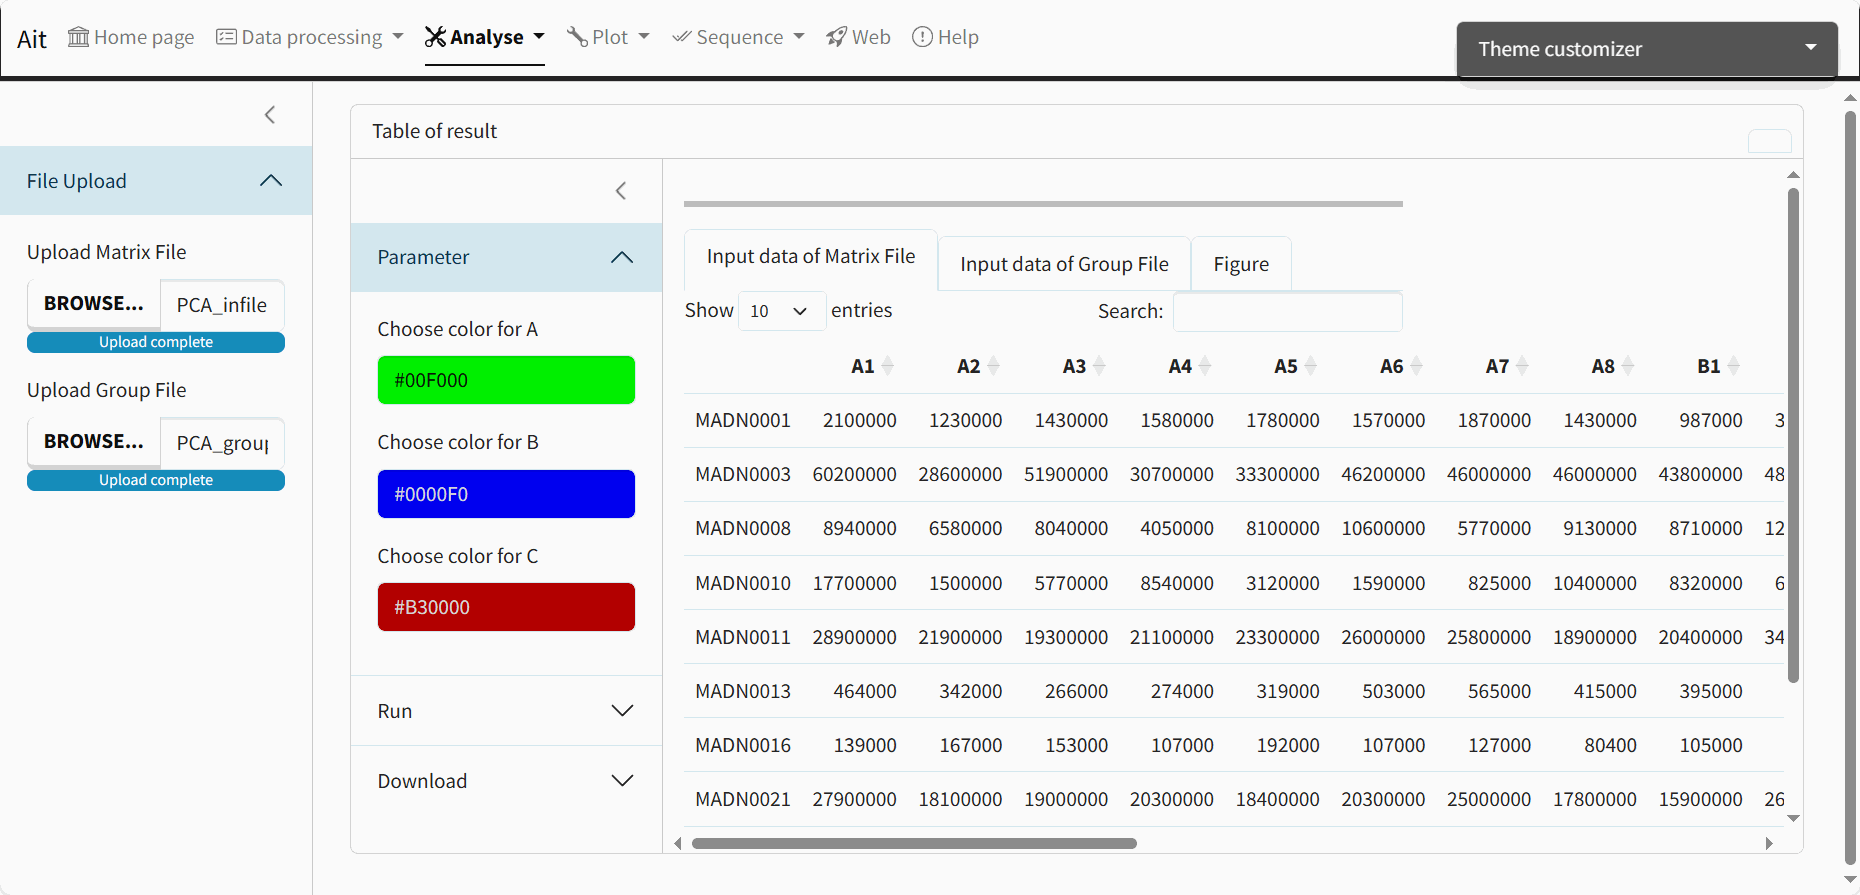 Ait Home page Data processing Analyse Plot Sequence Web Help Theme customizer
File Upload
Upload Matrix File
BROWSE... PCA_infile
Upload complete
Upload Group File
BROWSE... PCA_group
Upload complete
Table of result
Parameter
Choose color for A
#00F000
Choose color for B
#0000F0
Choose color for C
#B30000
Run
Download
Input data of Matrix File Input data of Group File Figure
Show 10 entries Search:
A1 A2 A3 A4 A5 A6 A7 A8 B1
MADN0001 2100000 1230000 1430000 1580000 1780000 1570000 1870000 1430000 987000 3
MADN0003 60200000 28600000 51900000 30700000 33300000 46200000 46000000 46000000 43800000 48
MADN0008 8940000 6580000 8040000 4050000 8100000 10600000 5770000 9130000 8710000 12
MADN0010 17700000 1500000 5770000 8540000 3120000 1590000 825000 10400000 8320000 6
MADN0011 28900000 21900000 19300000 21100000 23300000 26000000 25800000 18900000 20400000 34
MADN0013 464000 342000 266000 274000 319000 503000 565000 415000 395000
MADN0016 139000 167000 153000 107000 192000 107000 127000 80400 105000
MADN0021 27900000 18100000 19000000 20300000 18400000 20300000 25000000 17800000 15900000 26